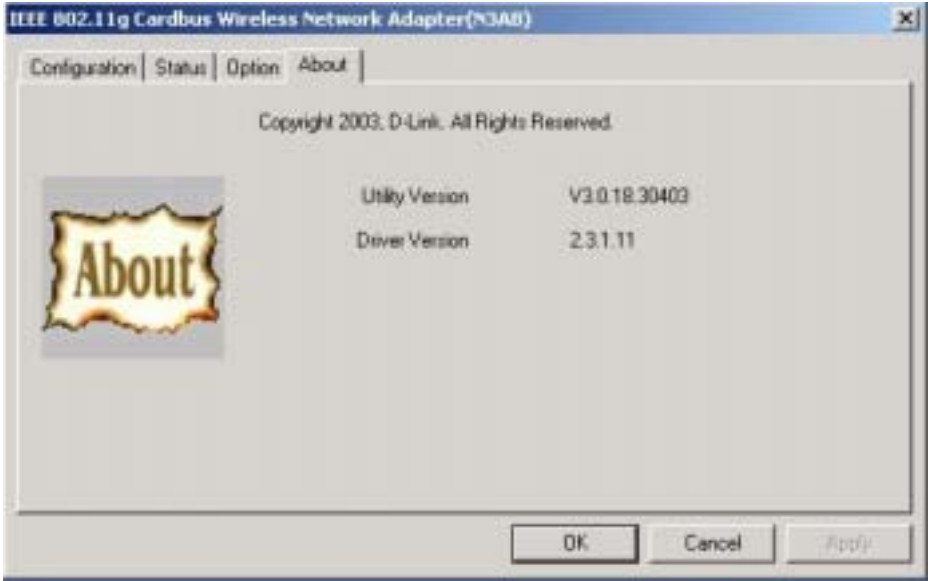 IEEE 802.11g Cardbus Wireless Network Adapter(N3AB)
Configuration Status Option About
Copyright 2003, D-Link, All Rights Reserved.
Utility Version V3.0.18.30403
Driver Version 2.3.1.11
About
OK Cancel Apply